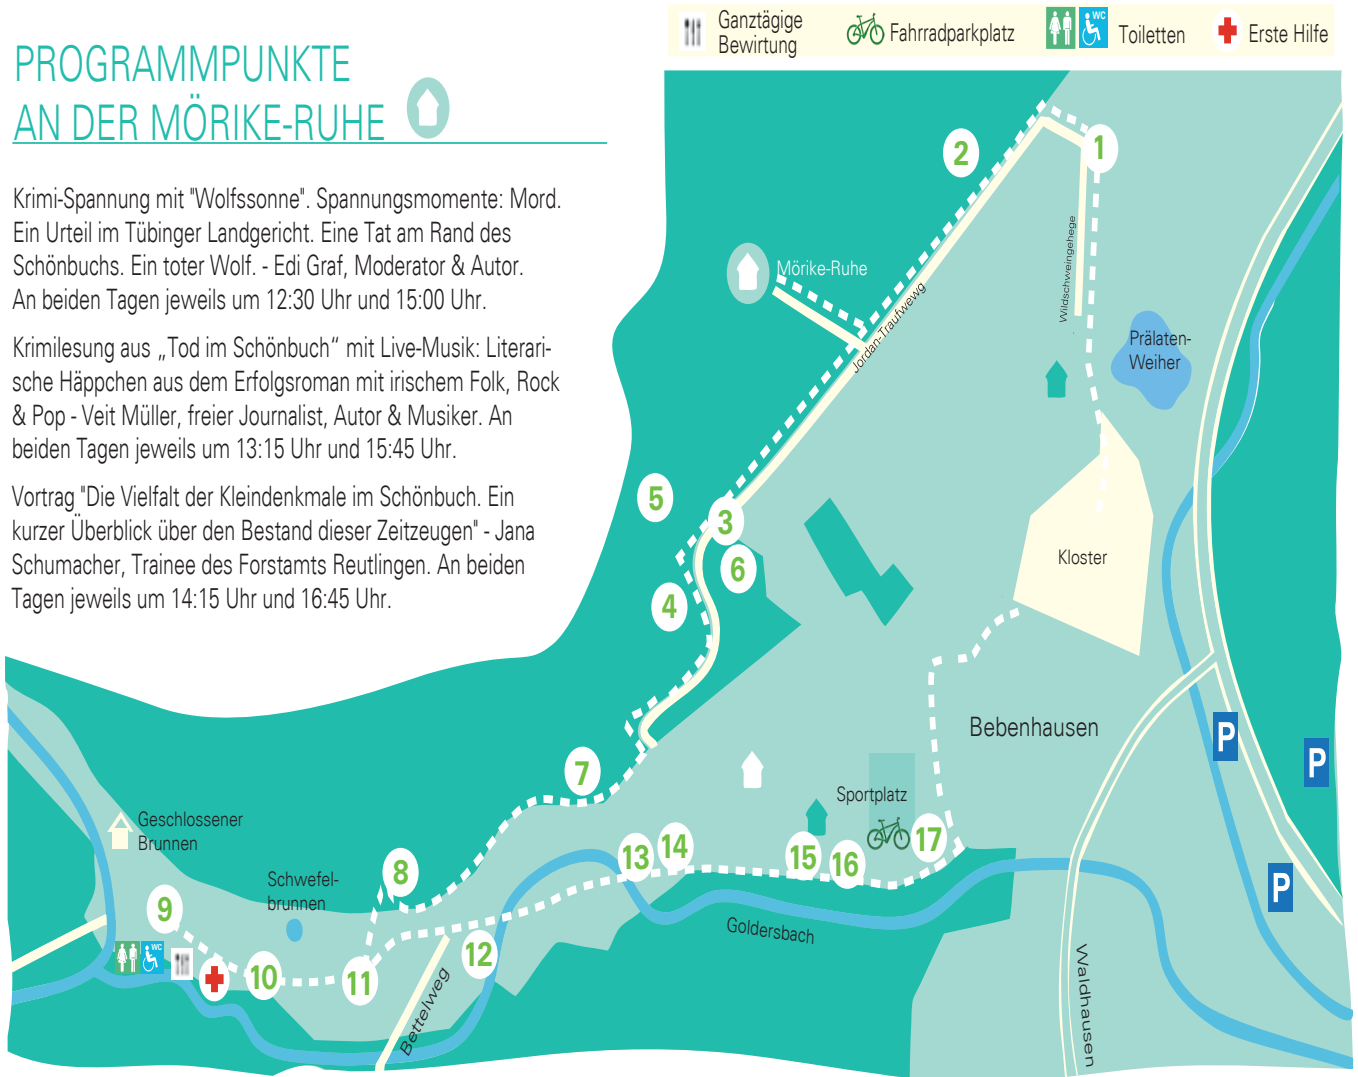 Ganztägige
Bewirtung
Fahrradparkplatz
WC
Toiletten
Erste Hilfe
PROGRAMMPUNKTE
AN DER MÖRIKE-RUHE
Krimi-Spannung mit "Wolfssonne". Spannungsmomente: Mord.
Ein Urteil im Tübinger Landgericht. Eine Tat am Rand des
Schönbuchs. Ein toter Wolf. - Edi Graf, Moderator & Autor.
An beiden Tagen jeweils um 12:30 Uhr und 15:00 Uhr.
Krimilesung aus „Tod im Schönbuch“ mit Live-Musik: Literari-
sche Häppchen aus dem Erfolgsroman mit irischem Folk, Rock
& Pop - Veit Müller, freier Journalist, Autor & Musiker. An
beiden Tagen jeweils um 13:15 Uhr und 15:45 Uhr.
Vortrag "Die Vielfalt der Kleindenkmale im Schönbuch. Ein
kurzer Überblick über den Bestand dieser Zeitzeugen" - Jana
Schumacher, Trainee des Forstamts Reutlingen. An beiden
Tagen jeweils um 14:15 Uhr und 16:45 Uhr.
1
2
Wildschweingehege
Mörike-Ruhe
Jordan-Traufwewg
Prälaten-
Weiher
5
3
6
4
Kloster
Bebenhausen
P
P
P
7
Sportplatz
Geschlossener
Brunnen
8
Schwefel-
brunnen
13
14
15
16
17
9
WC
10
11
12
Goldersbach
Bettelweg
Waldhausen